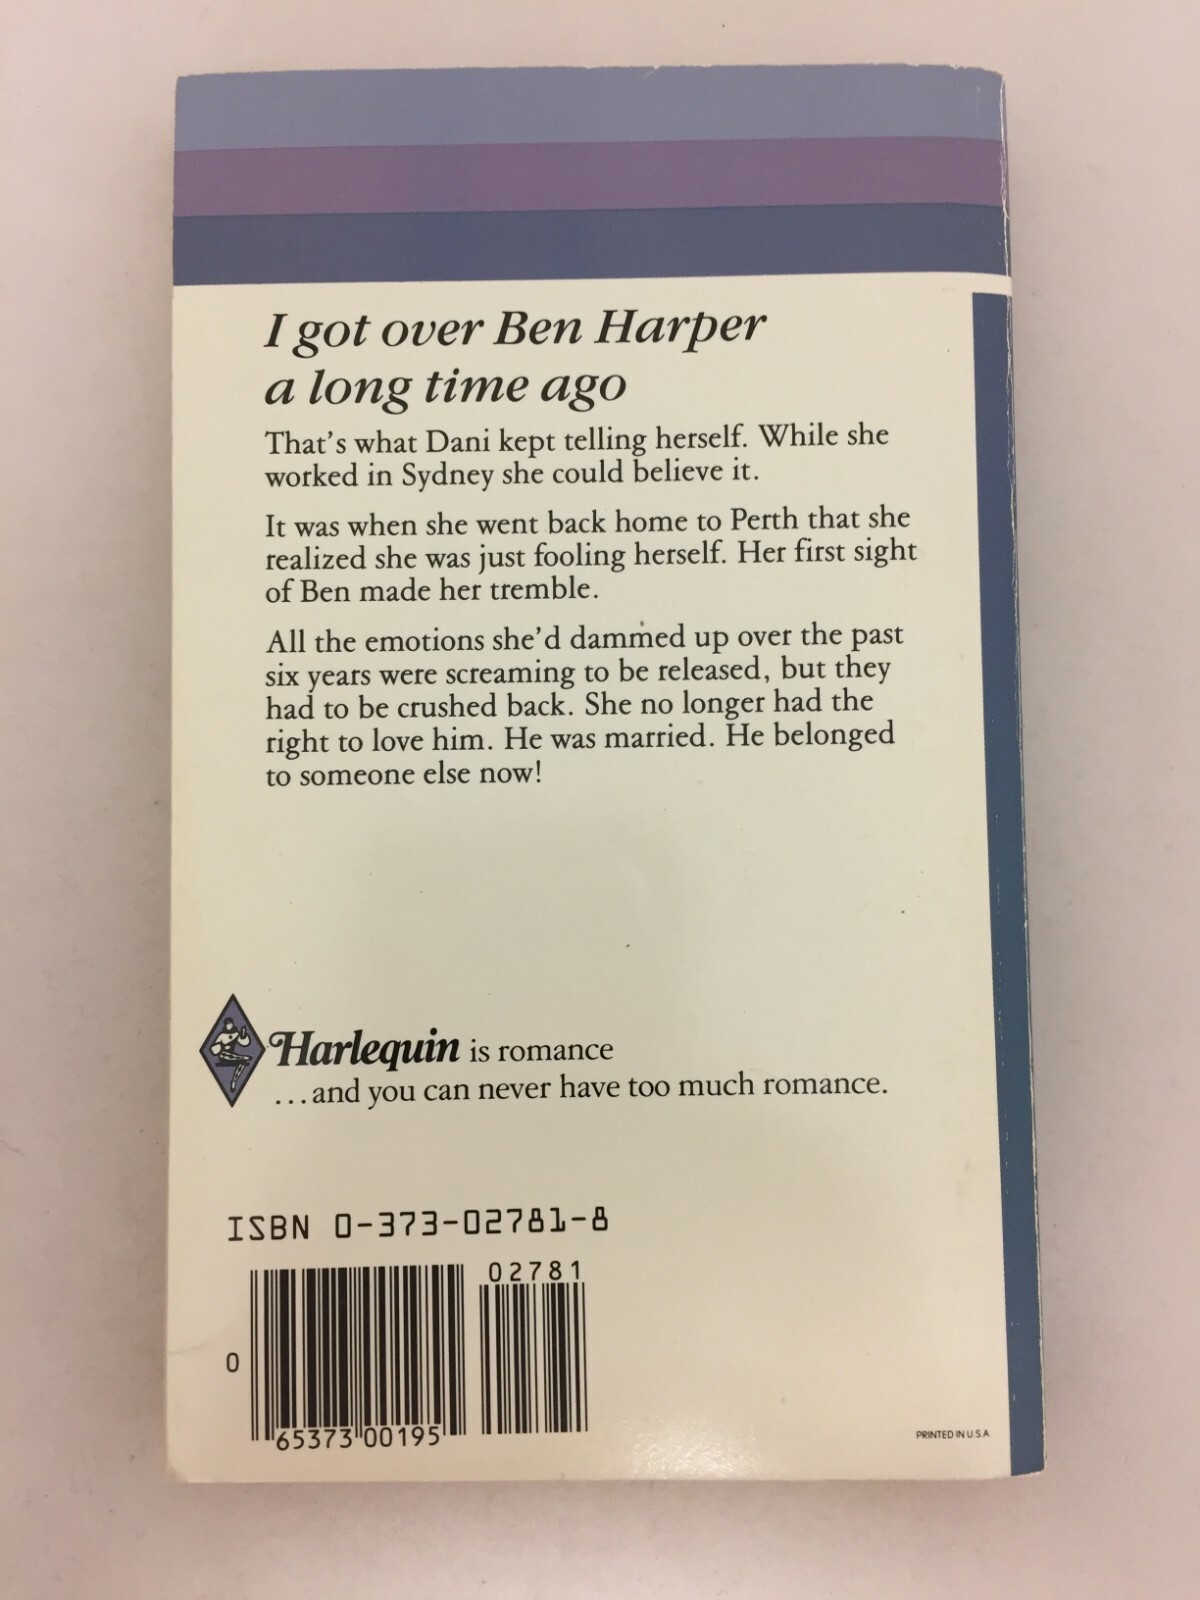 I got over Ben Harper
a long time ago
That's what Dani kept telling herself. While she
worked in Sydney she could believe it.
It was when she went back home to Perth that she
realized she was just fooling herself. Her first sight
of Ben made her tremble.
All the emotions she'd dammed up over the past
six years were screaming to be released, but they
had to be crushed back. She no longer had the
right to love him. He was married. He belonged
to someone else now!
Harlequin is romance
...and you can never have too much romance.
ISBN 0-373-02781-8
02781
0
65373 00195
PRINTED IN U.S.A.